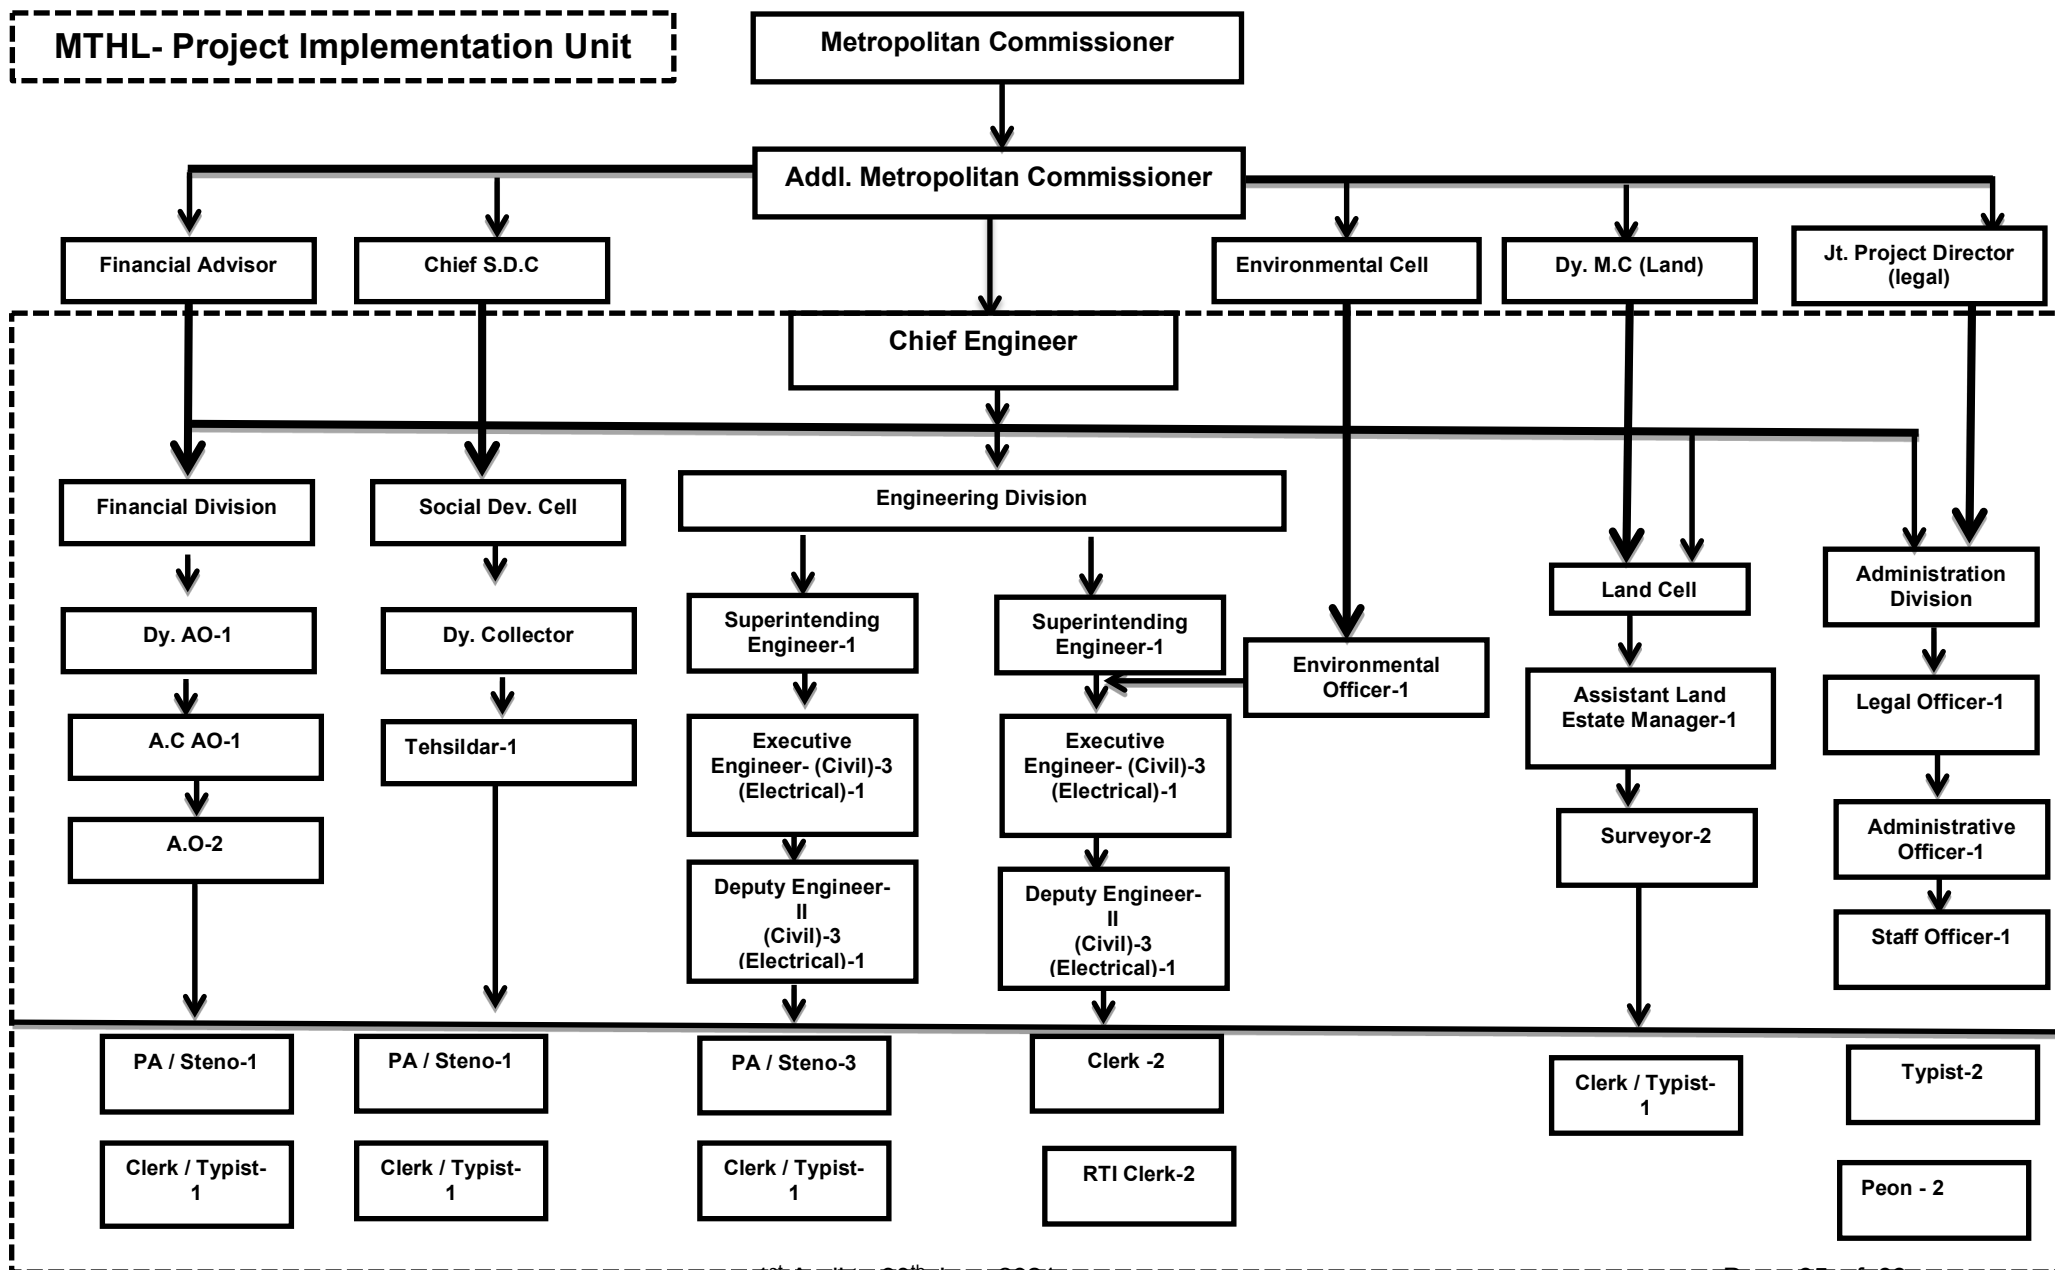 MTHL- Project Implementation Unit
Metropolitan Commissioner
Addl. Metropolitan Commissioner
Financial Advisor
Chief S.D.C
Environmental Cell
Dy. M.C (Land)
Jt. Project Director
(legal)
Chief Engineer
Financial Division
Social Dev. Cell
Engineering Division
Land Cell
Administration
Division
Dy. AO-1
Dy. Collector
Superintending
Engineer-1
Superintending
Engineer-1
Environmental
Officer-1
Assistant Land
Estate Manager-1
Legal Officer-1
A.C AO-1
Tehsildar-1
Executive
Engineer- (Civil)-3
(Electrical)-1
Executive
Engineer- (Civil)-3
(Electrical)-1
Surveyor-2
Administrative
Officer-1
A.O-2
Deputy Engineer-
II
(Civil)-3
(Electrical)-1
Deputy Engineer-
II
(Civil)-3
(Electrical)-1
Staff Officer-1
PA / Steno-1
PA / Steno-1
PA / Steno-3
Clerk -2
Clerk / Typist-
1
Typist-2
Clerk / Typist-
1
Clerk / Typist-
1
Clerk / Typist-
1
RTI Clerk-2
Peon - 2